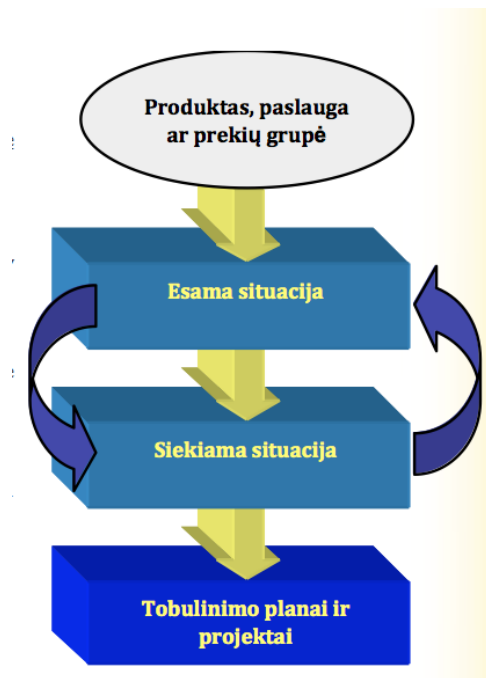 Produktas, paslauga
ar prekių grupė
Esama situacija
Siekiama situacija
Tobulinimo planai ir
projektai